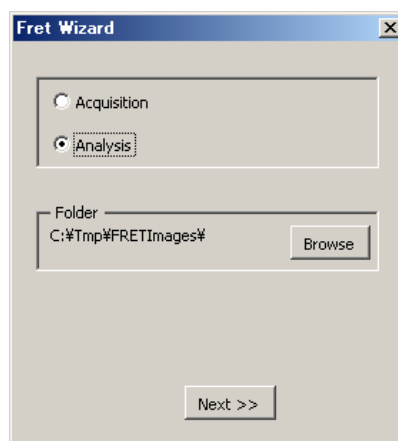 Fret Wizard
Acquisition
Analysis
Folder
C:¥Tmp¥FRETImages¥
Browse
Next >>